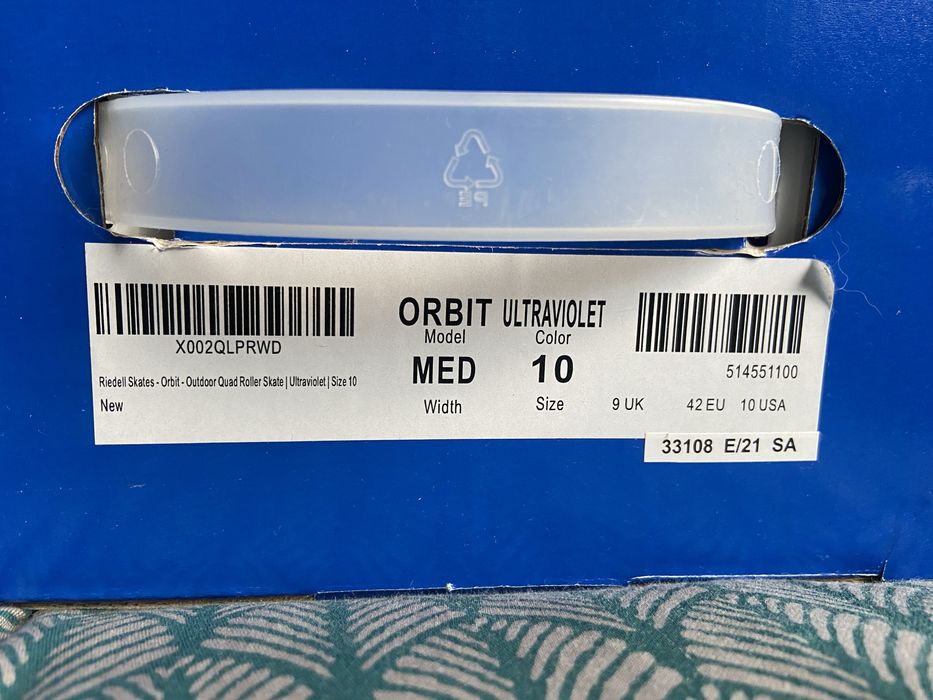 PE
X002QLPRWD
Riedell Skates - Orbit - Outdoor Quad Roller Skate | Ultraviolet | Size 10
New
ORBIT ULTRAVIOLET
Model Color
MED 10
Width Size
514551100
9 UK 42 EU 10 USA
33108 E/21 SA